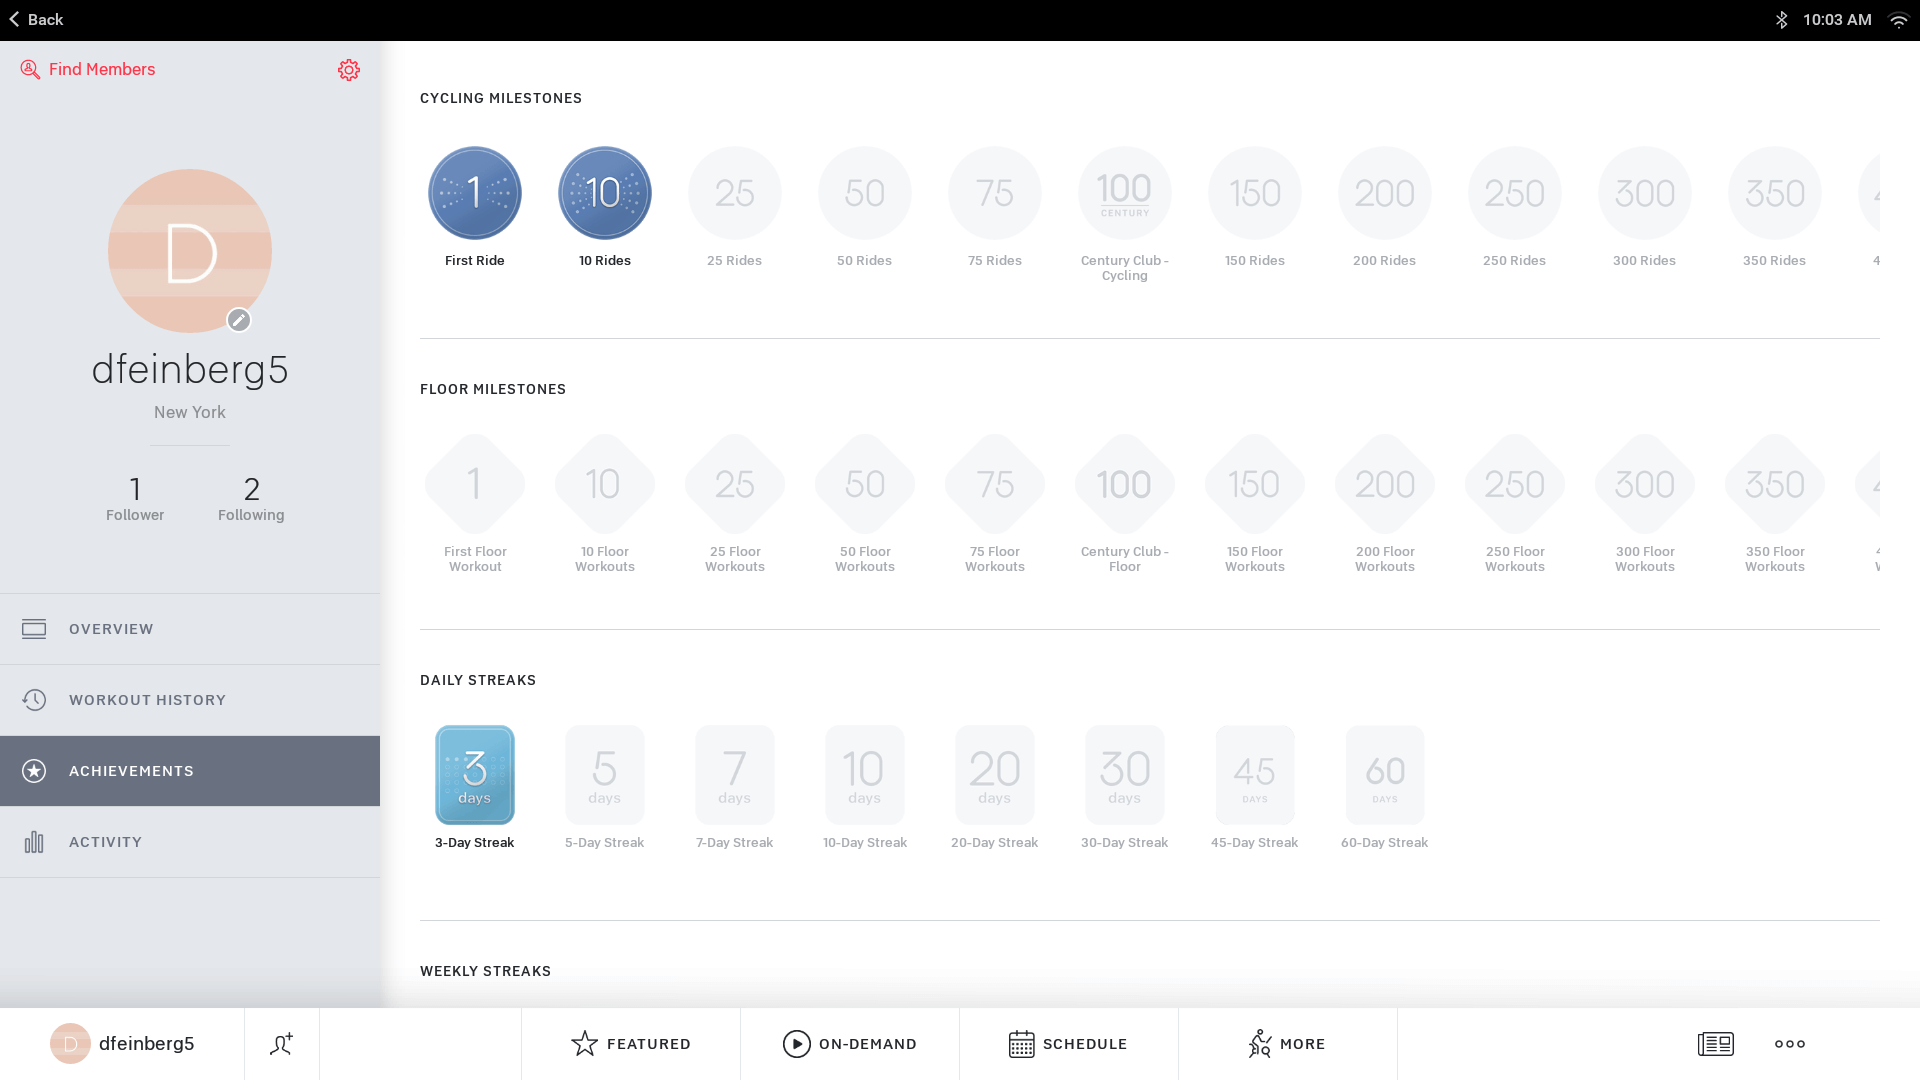 Back
10:03 AM
Find Members
D
dfeinberg5
New York
1
Follower
2
Following
OVERVIEW
WORKOUT HISTORY
ACHIEVEMENTS
ACTIVITY
CYCLING MILESTONES
1
10
25
50
75
100
CENTURY
150
200
250
300
350
4
First Ride
10 Rides
25 Rides
50 Rides
75 Rides
Century Club -
Cycling
150 Rides
200 Rides
250 Rides
300 Rides
350 Rides
4
FLOOR MILESTONES
1
10
25
50
75
100
150
200
250
300
350
4
First Floor
Workout
10 Floor
Workouts
25 Floor
Workouts
50 Floor
Workouts
75 Floor
Workouts
Century Club -
Floor
150 Floor
Workouts
200 Floor
Workouts
250 Floor
Workouts
300 Floor
Workouts
350 Floor
Workouts
DAILY STREAKS
3
days
5
days
7
days
10
days
20
days
30
days
45
DAYS
60
DAYS
3-Day Streak
5-Day Streak
7-Day Streak
10-Day Streak
20-Day Streak
30-Day Streak
45-Day Streak
60-Day Streak
WEEKLY STREAKS
D
dfeinberg5
FEATURED
ON-DEMAND
SCHEDULE
MORE